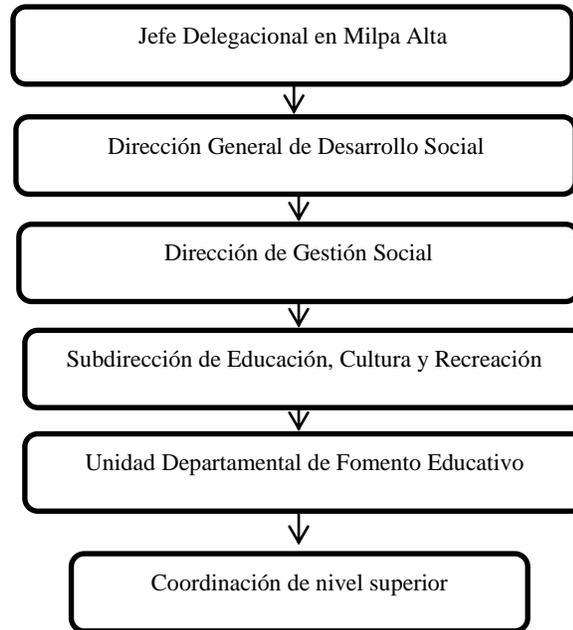 Jefe Delegacional en Milpa Alta
Dirección General de Desarrollo Social
Dirección de Gestión Social
Subdirección de Educación, Cultura y Recreación
Unidad Departamental de Fomento Educativo
Coordinación de nivel superior